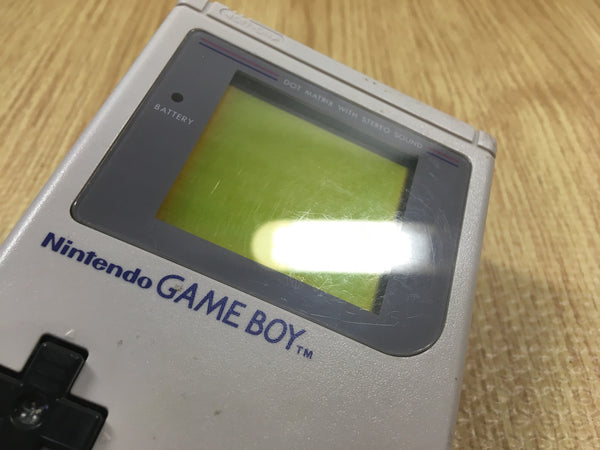 DOT MATRIX WITH STEREO SOUND
BATTERY
Nintendo GAME BOY™